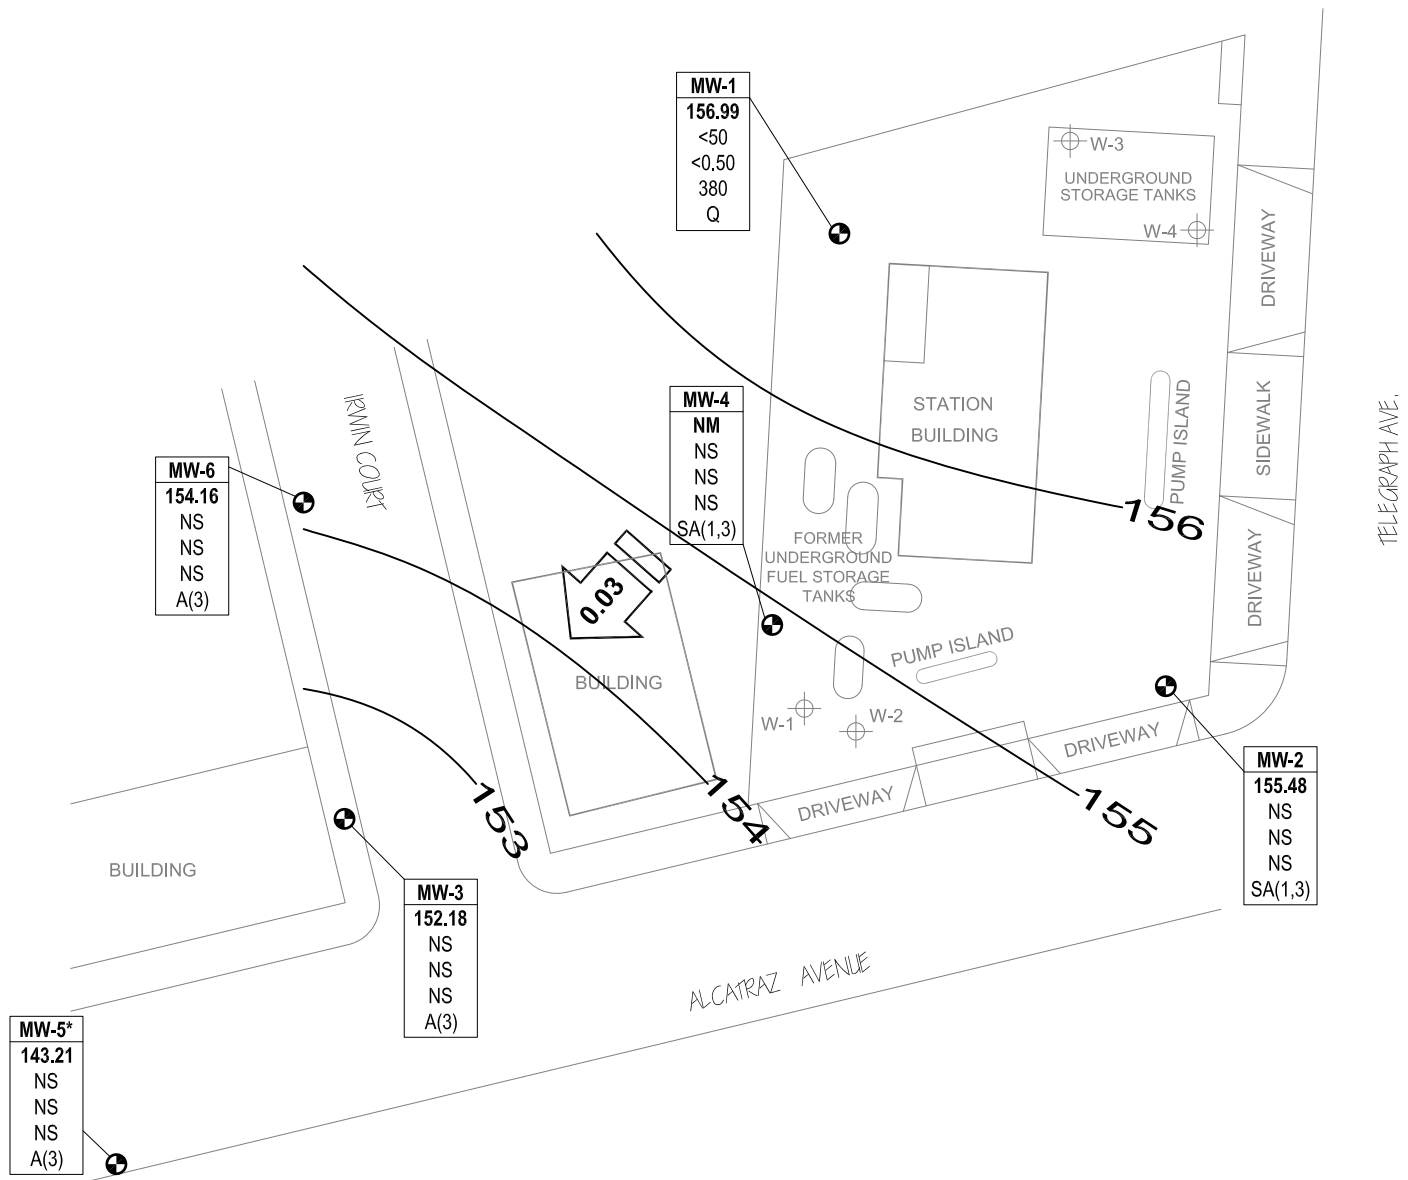 MW-1
156.99
<50
<0.50
380
Q
W-3
UNDERGROUND
STORAGE TANKS
W-4
DRIVEWAY
IRWIN COURT
MW-4
NM
NS
NS
NS
SA(1,3)
STATION
BUILDING
PUMP ISLAND
SIDEWALK
TELEGRAPH AVE.
MW-6
154.16
NS
NS
NS
A(3)
156
FORMER
UNDERGROUND
FUEL STORAGE
TANKS
DRIVEWAY
0.03
PUMP ISLAND
BUILDING
W-1
W-2
DRIVEWAY
MW-2
155.48
NS
NS
NS
SA(1,3)
153
154
DRIVEWAY
155
BUILDING
MW-3
152.18
NS
NS
NS
A(3)
ALCATRAZ AVENUE
MW-5*
143.21
NS
NS
NS
A(3)